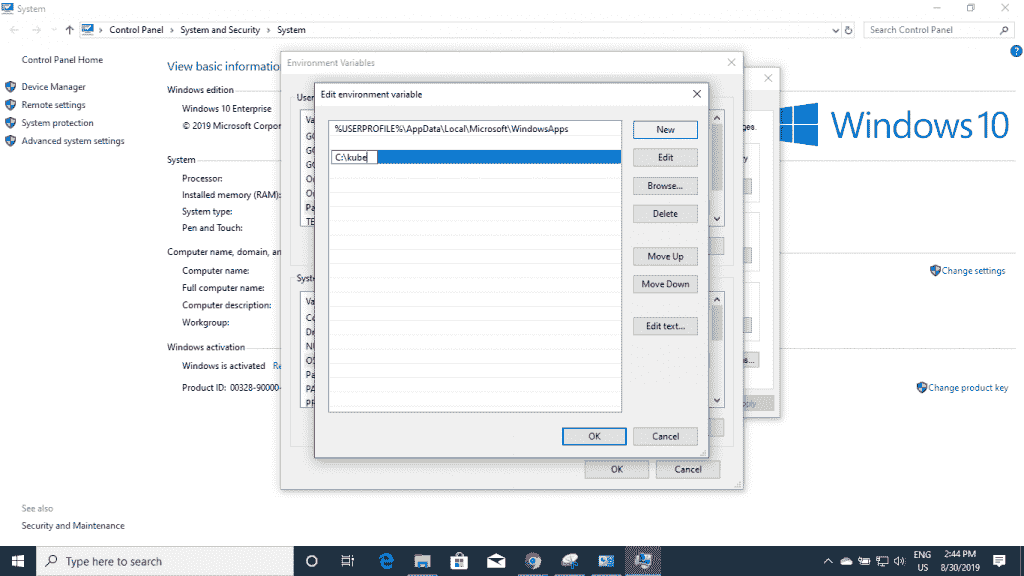 System
Control Panel > System and Security > System
Search Control Panel
Control Panel Home
Device Manager
Remote settings
System protection
Advanced system settings
See also
Security and Maintenance
View basic informatio
Windows edition
Windows 10 Enterprise
© 2019 Microsoft Corpor
System
Processor:
Installed memory (RAM):
System type:
Pen and Touch:
Computer name, domain, an
Computer name:
Full computer name:
Computer description:
Workgroup:
Windows activation
Windows is activated Re
Product ID: 00328-90000-
Windows 10
Change settings
Change product key
Environment Variables
User
Va
GO
GO
GO
Pa
TE
Syst
Va
Co
Dr
OS
Pa
PA
OK
Cancel
Edit environment variable
%USERPROFILE%\AppData\Local\Microsoft\WindowsApps
C:\kube
New
Edit
Browse...
Delete
Move Up
Move Down
Edit text...
OK
Cancel
Type here to search
ENG
US
2:44 PM
8/30/2019